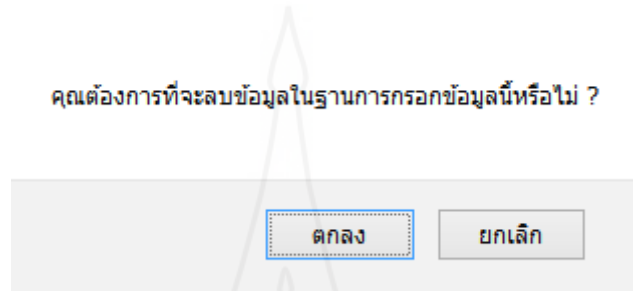 คุณต้องการที่จะลบข้อมูลในฐานการกรอกข้อมูลนี้หรือไม่ ?
ตกลง ยกเลิก